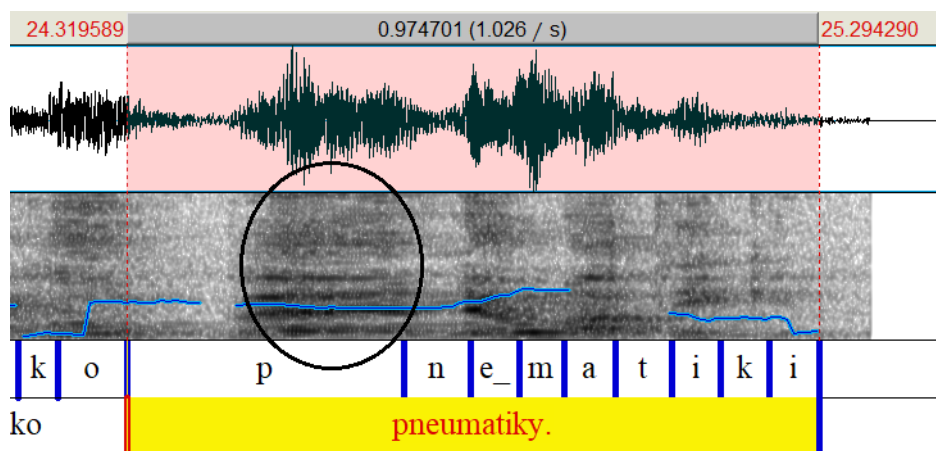 24.319589 0.974701 (1.026 / s) 25.294290
k o p n e_ m a t i k i
ko pneumatiky.